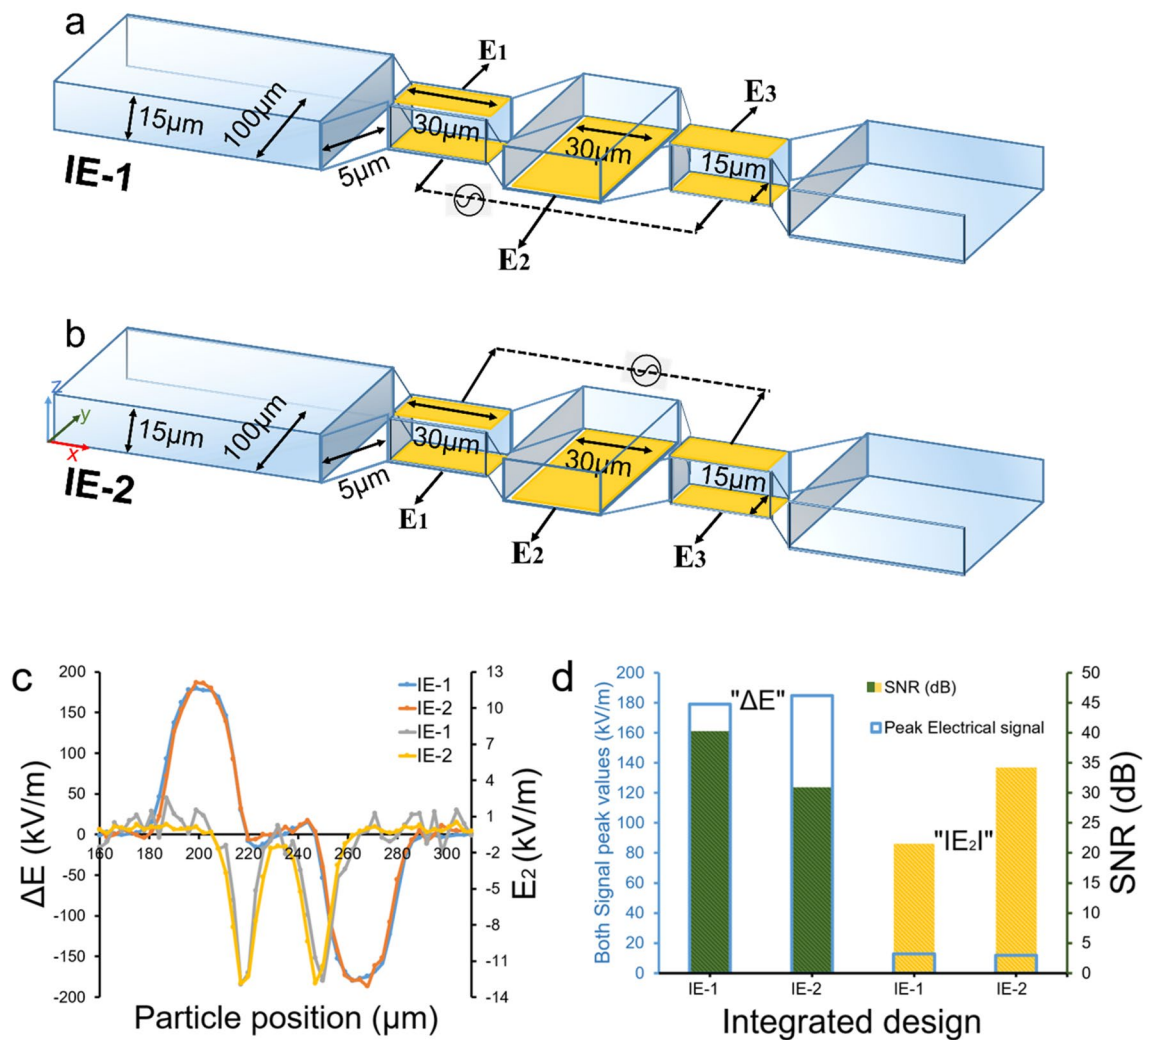 a
E1
E3
15µm
100µm
30µm
30µm
15µm
5µm
IE-1
E2
b
z
y
x
15µm
100µm
30µm
30µm
15µm
5µm
IE-2
E1
E2
E3
c
200
150
100
50
0
-50
-100
-150
-200
160 180 200 220 240 260 280 300
13
10
7
4
1
-2
-5
-8
-11
-14
IE-1
IE-2
IE-1
IE-2
ΔE (kV/m)
E2 (kV/m)
Particle position (µm)
d
200
180
160
140
120
100
80
60
40
20
0
50
45
40
35
30
25
20
15
10
5
0
"ΔE"
"IE2I"
SNR (dB)
Peak Electrical signal
Both Signal peak values (kV/m)
SNR (dB)
IE-1 IE-2 IE-1 IE-2
Integrated design